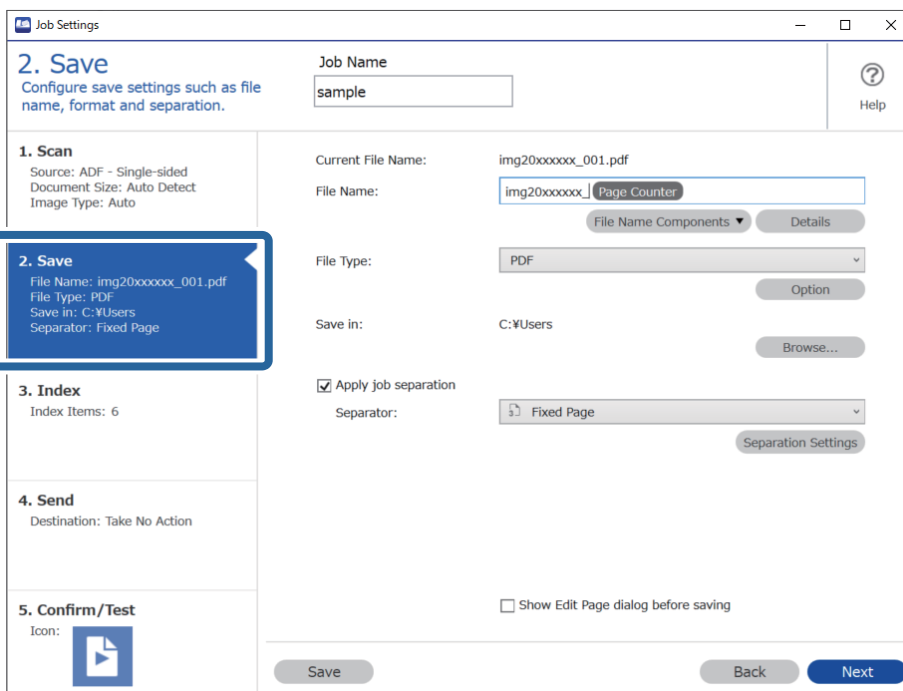 Job Settings
2. Save
Configure save settings such as file
name, format and separation.
Job Name
sample
Help
1. Scan
Source: ADF - Single-sided
Document Size: Auto Detect
Image Type: Auto
2. Save
File Name: img20xxxxxx_001.pdf
File Type: PDF
Save in: C:¥Users
Separator: Fixed Page
3. Index
Index Items: 6
4. Send
Destination: Take No Action
5. Confirm/Test
Icon:
Current File Name: img20xxxxxx_001.pdf
File Name: img20xxxxxx_ Page Counter
File Name Components ▼ Details
File Type: PDF
Option
Save in: C:¥Users
Browse...
Apply job separation
Separator: Fixed Page
Separation Settings
Show Edit Page dialog before saving
Save Back Next